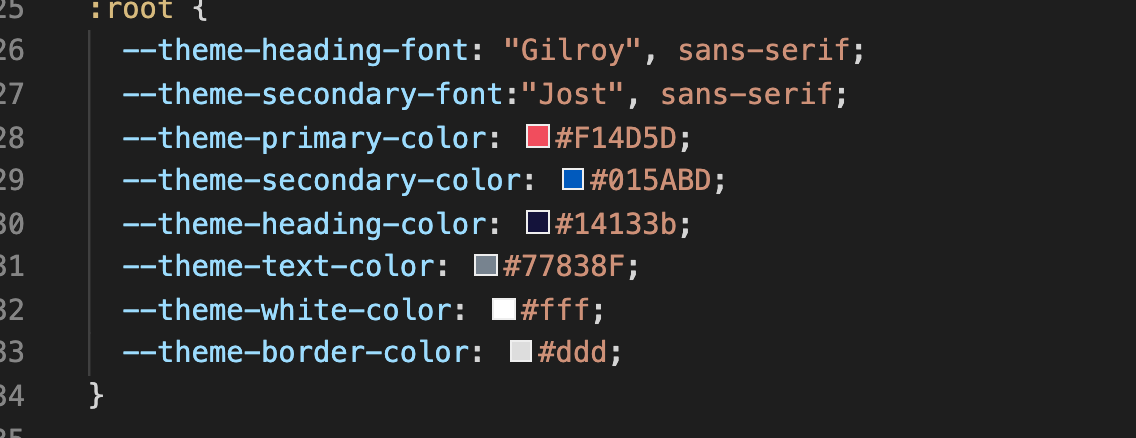 25 :root {
26 --theme-heading-font: "Gilroy", sans-serif;
27 --theme-secondary-font:"Jost", sans-serif;
28 --theme-primary-color: #F14D5D;
29 --theme-secondary-color: #015ABD;
30 --theme-heading-color: #14133b;
31 --theme-text-color: #77838F;
32 --theme-white-color: #fff;
33 --theme-border-color: #ddd;
34 }
35